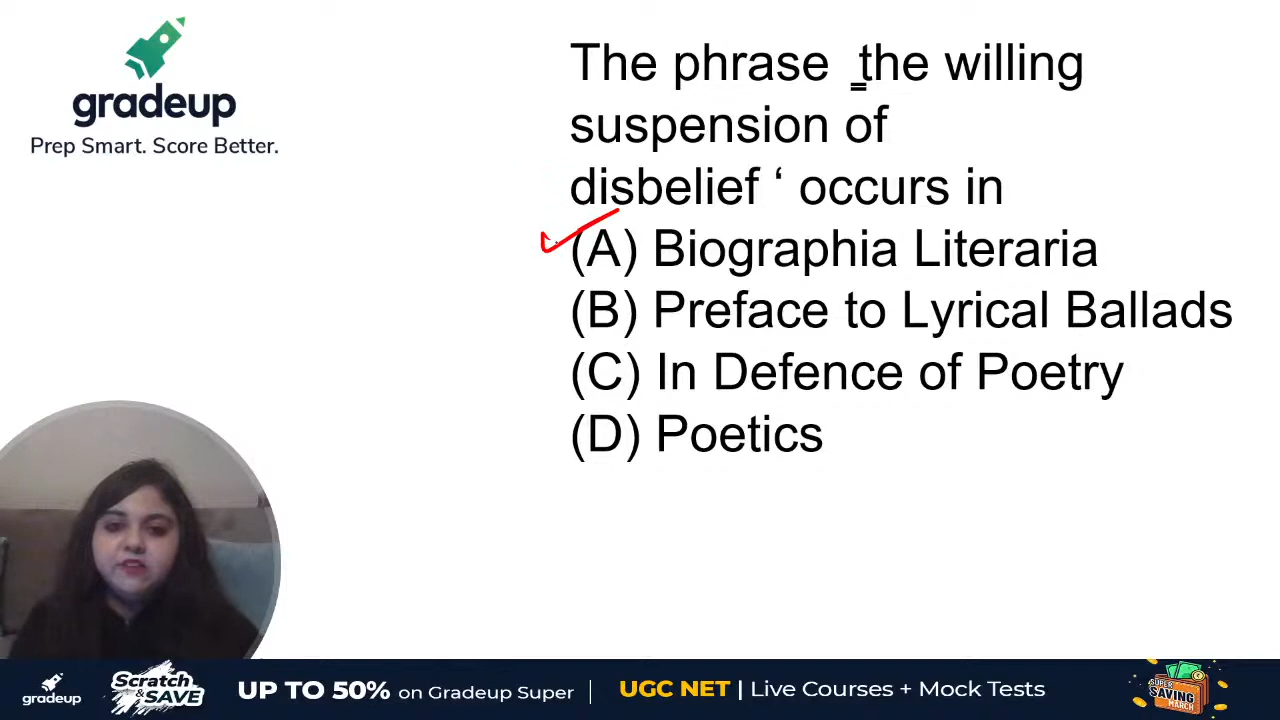 gradeup
Prep Smart. Score Better.
The phrase ‗the willing
suspension of
disbelief ‘ occurs in
(A) Biographia Literaria
(B) Preface to Lyrical Ballads
(C) In Defence of Poetry
(D) Poetics
gradeup
Scratch & SAVE
UP TO 50% on Gradeup Super | UGC NET | Live Courses + Mock Tests
SUPER
SAVING
MARCH